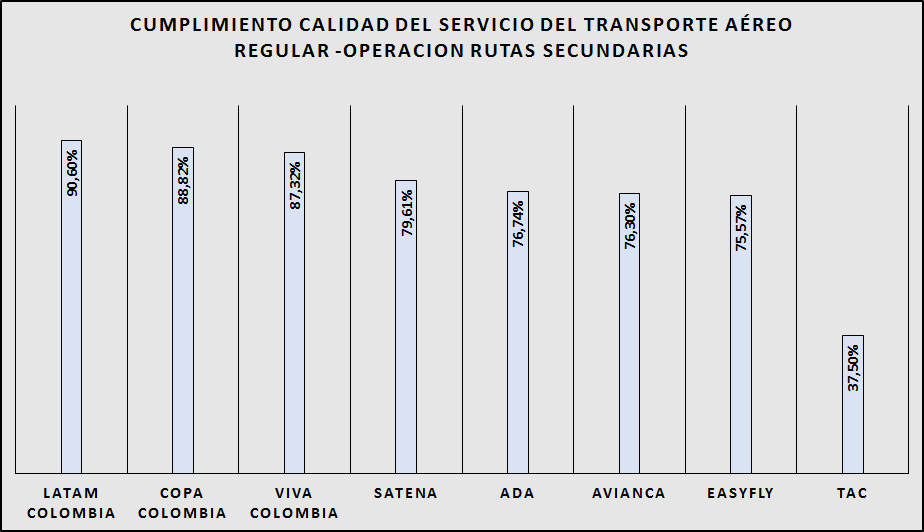 CUMPLIMIENTO CALIDAD DEL SERVICIO DEL TRANSPORTE AÉREO
REGULAR -OPERACION RUTAS SECUNDARIAS
90,60%
88,82%
87,32%
79,61%
76,74%
76,30%
75,57%
37,50%
LATAM COLOMBIA
COPA COLOMBIA
VIVA COLOMBIA
SATENA
ADA
AVIANCA
EASYFLY
TAC